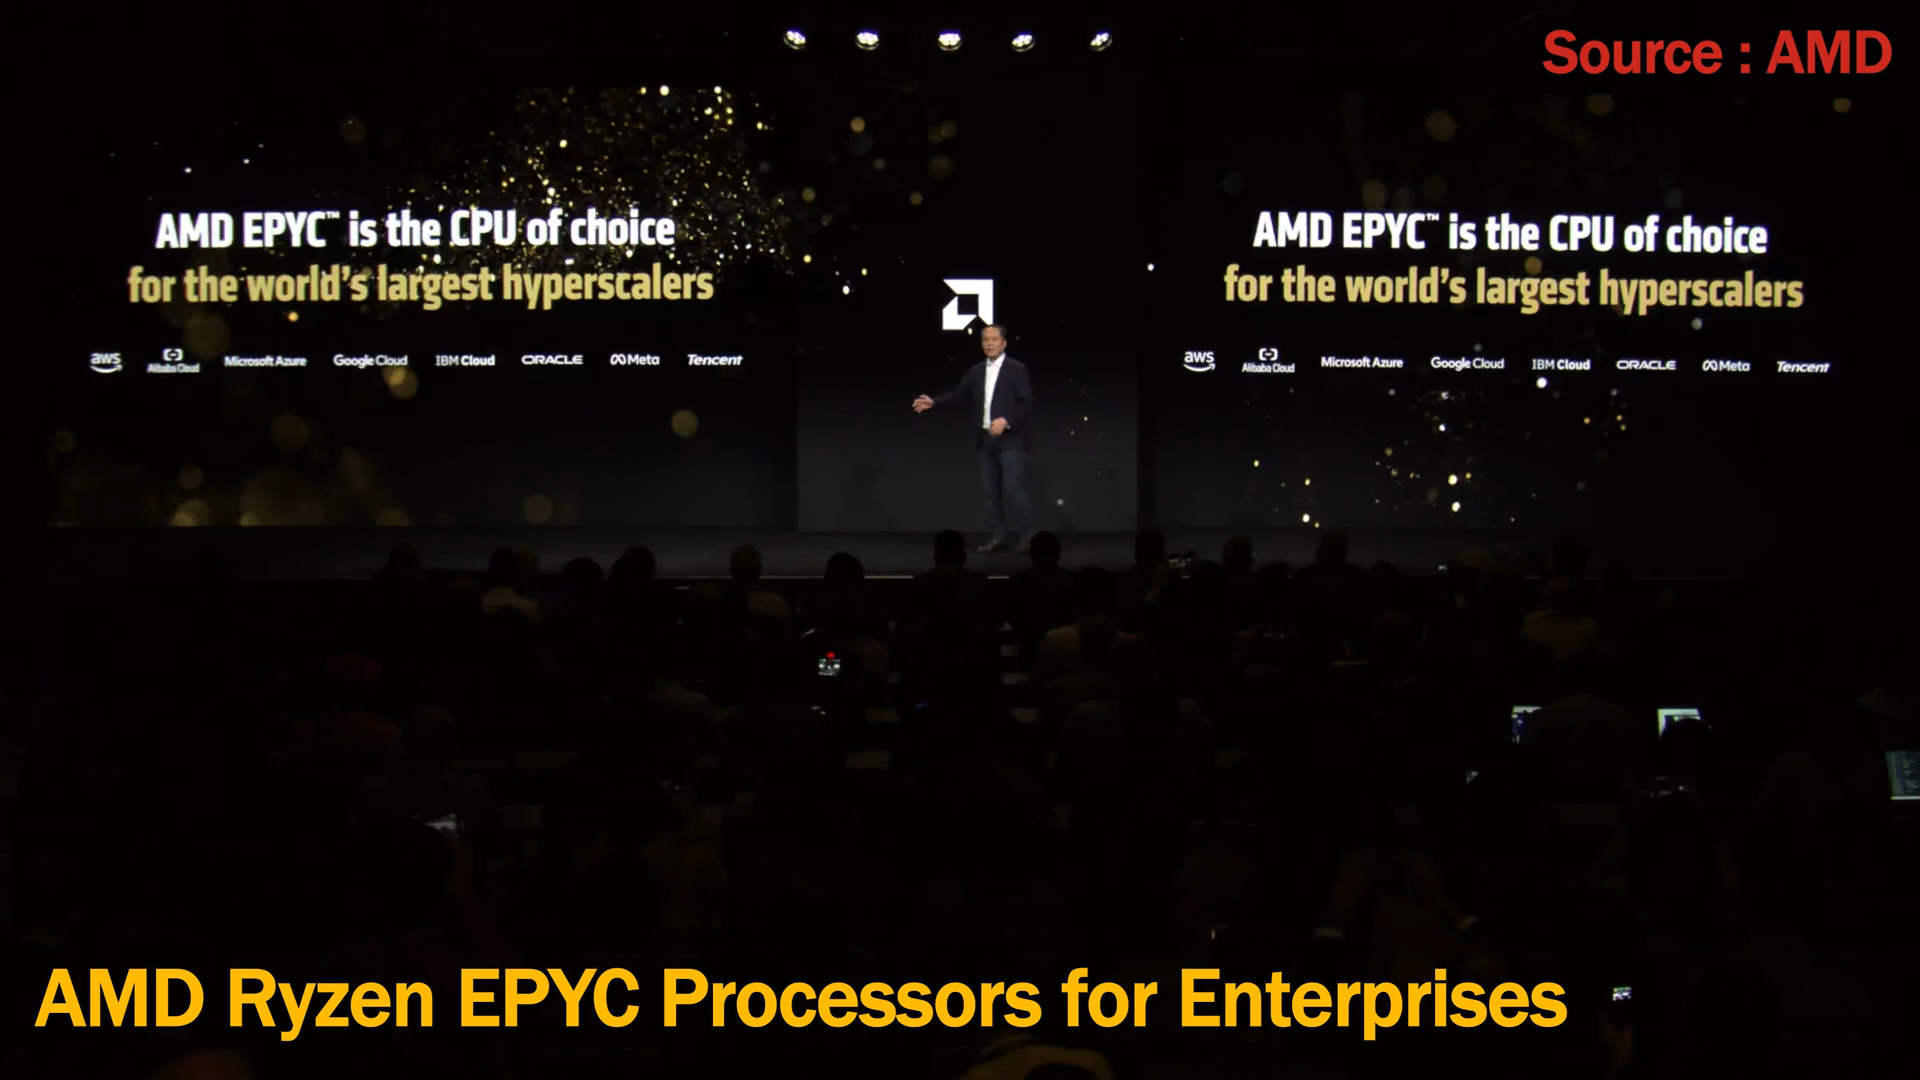 Source : AMD
AMD EPYC™ is the CPU of choice
for the world's largest hyperscalers
aws Alibaba Cloud Microsoft Azure Google Cloud IBM Cloud ORACLE Meta Tencent
AMD EPYC™ is the CPU of choice
for the world's largest hyperscalers
aws Alibaba Cloud Microsoft Azure Google Cloud IBM Cloud ORACLE Meta Tencent
AMD Ryzen EPYC Processors for Enterprises